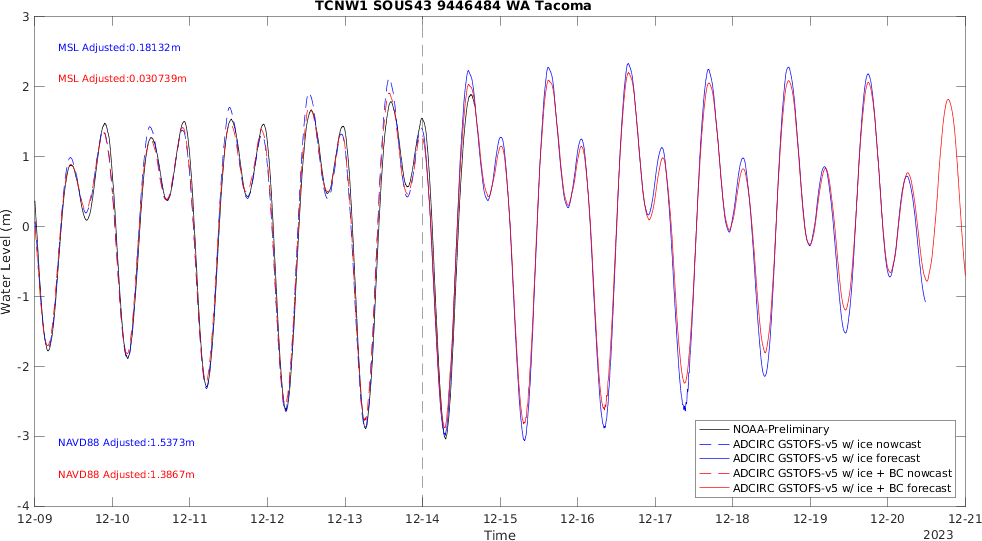 TCNW1 SOUS43 9446484 WA Tacoma
3
2
1
0
-1
-2
-3
-4
Water Level (m)
MSL Adjusted:0.18132m
MSL Adjusted:0.030739m
NAVD88 Adjusted:1.5373m
NAVD88 Adjusted:1.3867m
NOAA-Preliminary
ADCIRC GSTOFS-v5 w/ ice nowcast
ADCIRC GSTOFS-v5 w/ ice forecast
ADCIRC GSTOFS-v5 w/ ice + BC nowcast
ADCIRC GSTOFS-v5 w/ ice + BC forecast
12-09 12-10 12-11 12-12 12-13 12-14 12-15 12-16 12-17 12-18 12-19 12-20 12-21
Time
2023